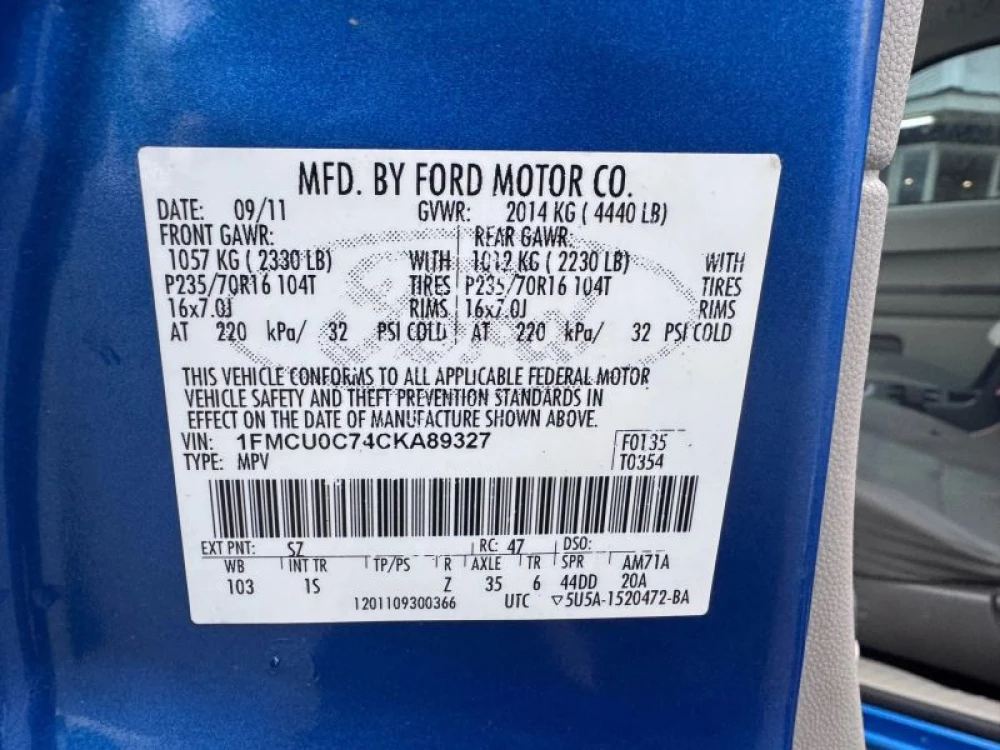 MFD. BY FORD MOTOR CO.
DATE: 09/11 GVWR: 2014 KG ( 4440 LB)
FRONT GAWR: REAR GAWR:
1057 KG ( 2330 LB) WITH 1012 KG ( 2230 LB) WITH
P235/70R16 104T TIRES P235/70R16 104T TIRES
16x7.0J RIMS 16x7.0J RIMS
AT 220 kPa/ 32 PSI COLD AT 220 kPa/ 32 PSI COLD
THIS VEHICLE CONFORMS TO ALL APPLICABLE FEDERAL MOTOR
VEHICLE SAFETY AND THEFT PREVENTION STANDARDS IN
EFFECT ON THE DATE OF MANUFACTURE SHOWN ABOVE.
VIN: 1FMCU0C74CKA89327 F0135
TYPE: MPV T0354
EXT PNT: SZ RC: 47 DSO:
WB INT TR TP/PS R AXLE TR SPR AM71A
103 1S Z 35 6 44DD 20A
1201109300366 UTC ▽5U5A-1520472-BA